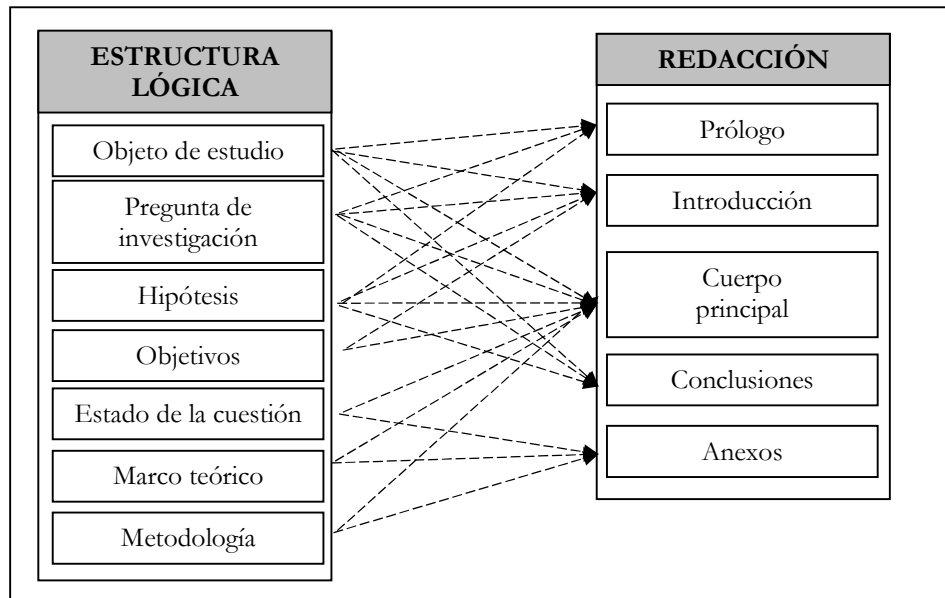 ESTRUCTURA
LÓGICA
Objeto de estudio
Pregunta de
investigación
Hipótesis
Objetivos
Estado de la cuestión
Marco teórico
Metodología
REDACCIÓN
Prólogo
Introducción
Cuerpo
principal
Conclusiones
Anexos